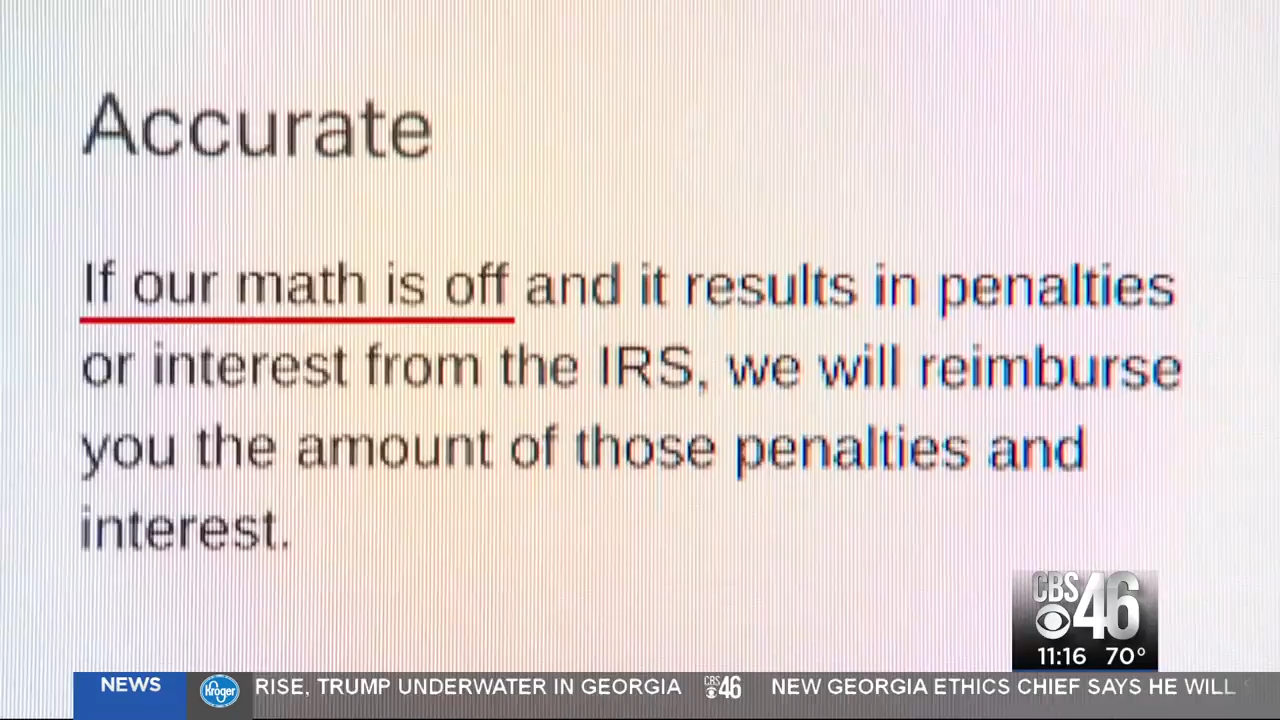 Accurate
If our math is off and it results in penalties
or interest from the IRS, we will reimburse
you the amount of those penalties and
interest.
CBS 46
11:16 70°
NEWS Kroger RISE, TRUMP UNDERWATER IN GEORGIA CBS 46 NEW GEORGIA ETHICS CHIEF SAYS HE WILL